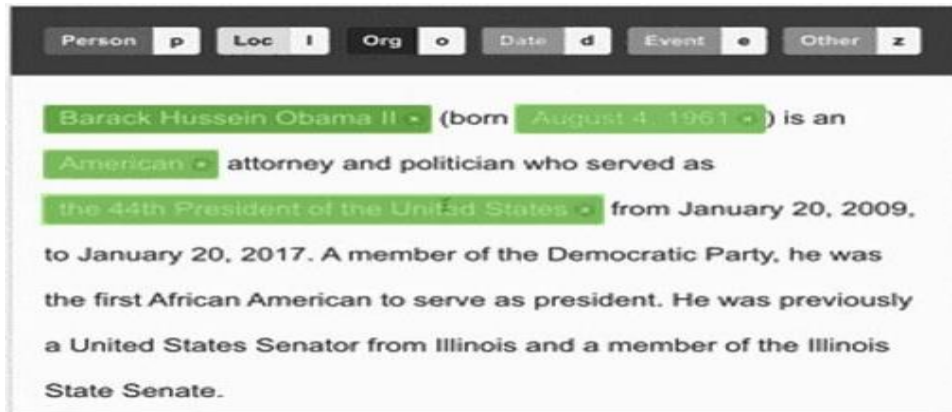 Person p Loc l Org o Date d Event e Other z
Barack Hussein Obama II (born August 4, 1961) is an
American attorney and politician who served as
the 44th President of the United States from January 20, 2009,
to January 20, 2017. A member of the Democratic Party, he was
the first African American to serve as president. He was previously
a United States Senator from Illinois and a member of the Illinois
State Senate.